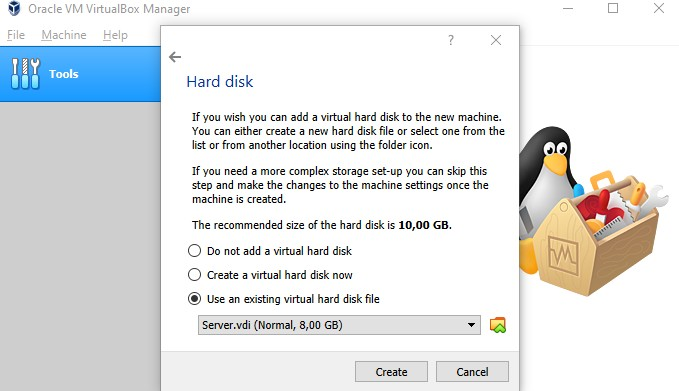 Oracle VM VirtualBox Manager
File Machine Help
Tools
?
Hard disk
If you wish you can add a virtual hard disk to the new machine.
You can either create a new hard disk file or select one from the
list or from another location using the folder icon.
If you need a more complex storage set-up you can skip this
step and make the changes to the machine settings once the
machine is created.
The recommended size of the hard disk is 10,00 GB.
Do not add a virtual hard disk
Create a virtual hard disk now
Use an existing virtual hard disk file
Server.vdi (Normal, 8,00 GB)
Create Cancel